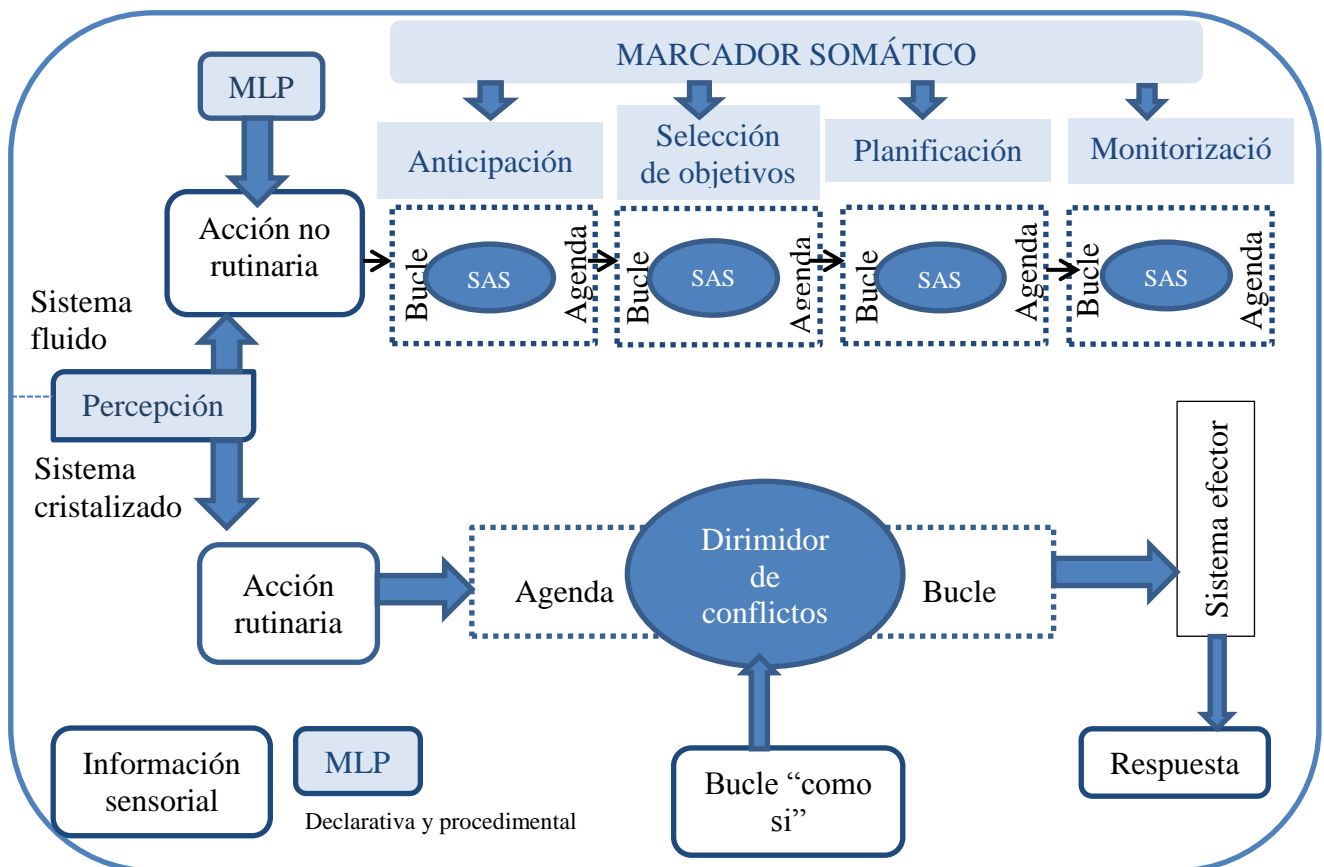 MARCADOR SOMÁTICO
MLP
Anticipación
Selección
de objetivos
Planificación
Monitorizació
Acción no
rutinaria
Bucle
SAS
Agenda
Bucle
SAS
Agenda
Bucle
SAS
Agenda
Bucle
SAS
Agenda
Sistema
fluido
Percepción
Sistema
cristalizado
Acción
rutinaria
Agenda
Dirimidor
de
conflictos
Bucle
Sistema efector
Información
sensorial
MLP
Declarativa y procedimental
Bucle “como
si”
Respuesta